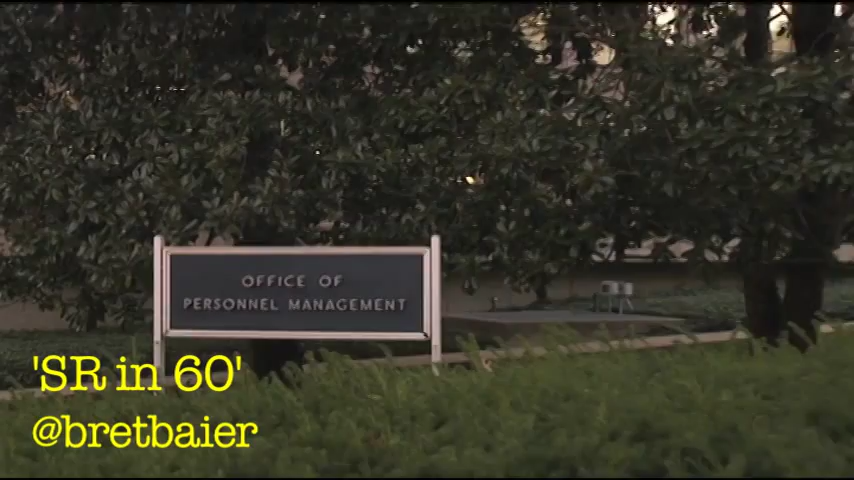 OFFICE OF
PERSONNEL MANAGEMENT
'SR in 60'
@bretbaier